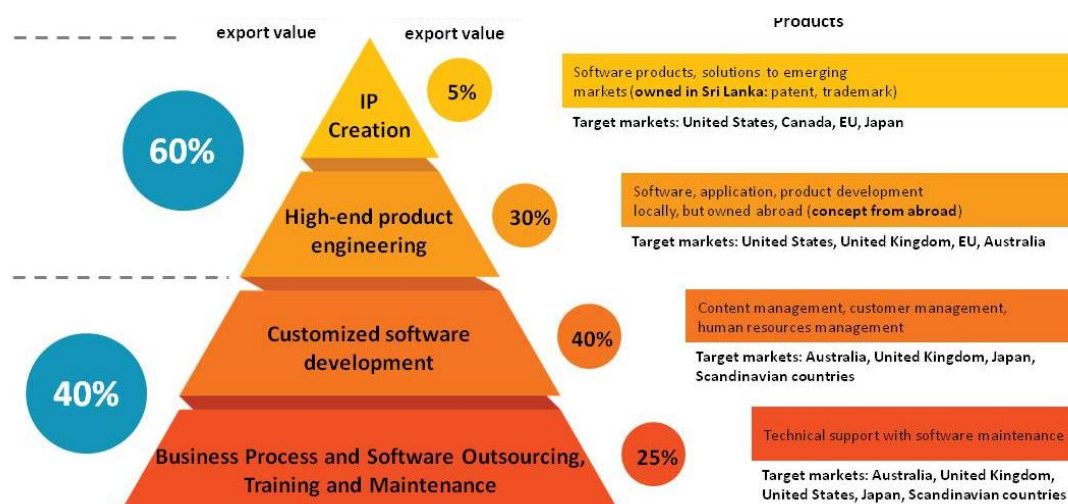 export value
export value
Products
60%
IP
Creation
5%
Software products, solutions to emerging
markets (owned in Sri Lanka: patent, trademark)
Target markets: United States, Canada, EU, Japan
High-end product
engineering
30%
Software, application, product development
locally, but owned abroad (concept from abroad)
Target markets: United States, United Kingdom, EU, Australia
40%
Customized software
development
40%
Content management, customer management,
human resources management
Target markets: Australia, United Kingdom, Japan,
Scandinavian countries
Business Process and Software Outsourcing,
Training and Maintenance
25%
Technical support with software maintenance
Target markets: Australia, United Kingdom,
United States, Japan, Scandinavian countries